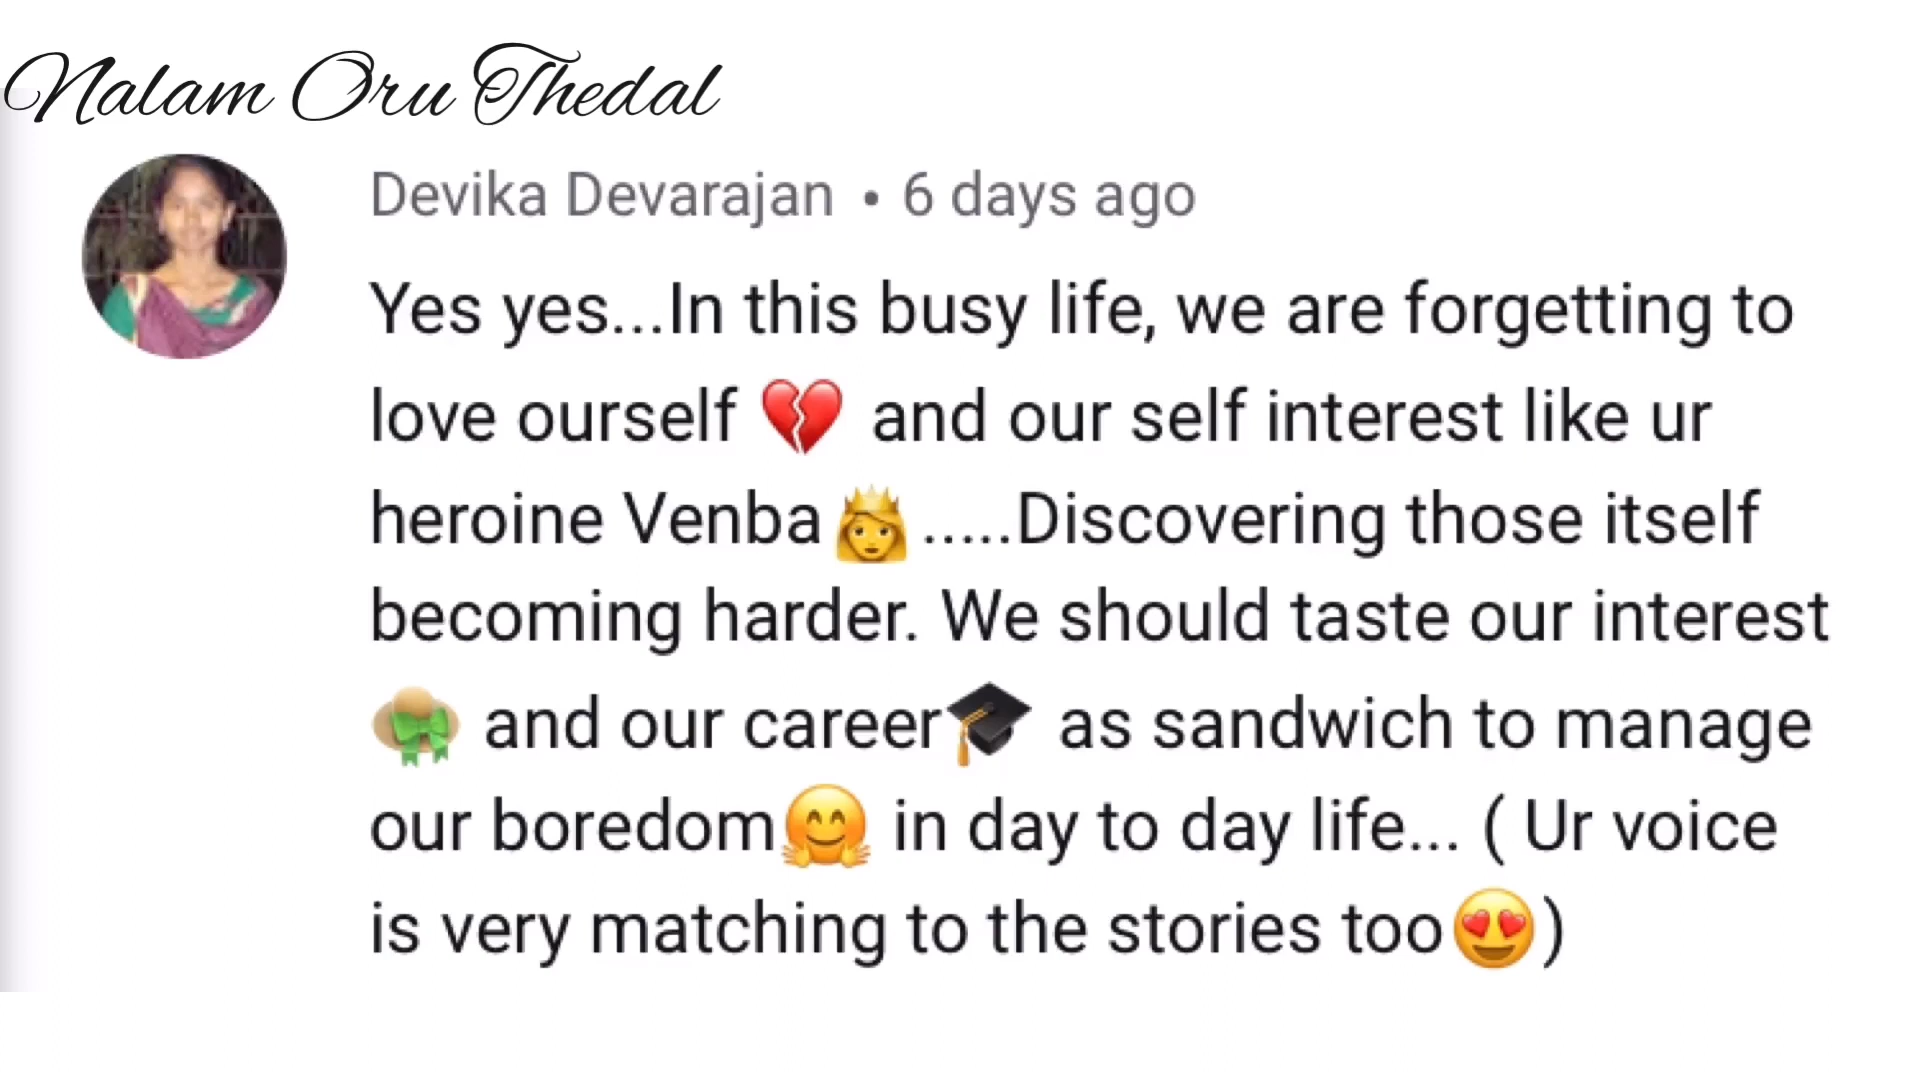 Nalam Oru Thedal
Devika Devarajan • 6 days ago
Yes yes...In this busy life, we are forgetting to
love ourself 💔 and our self interest like ur
heroine Venba👸.....Discovering those itself
becoming harder. We should taste our interest
👒 and our career🎓 as sandwich to manage
our boredom🤗 in day to day life... ( Ur voice
is very matching to the stories too😍)